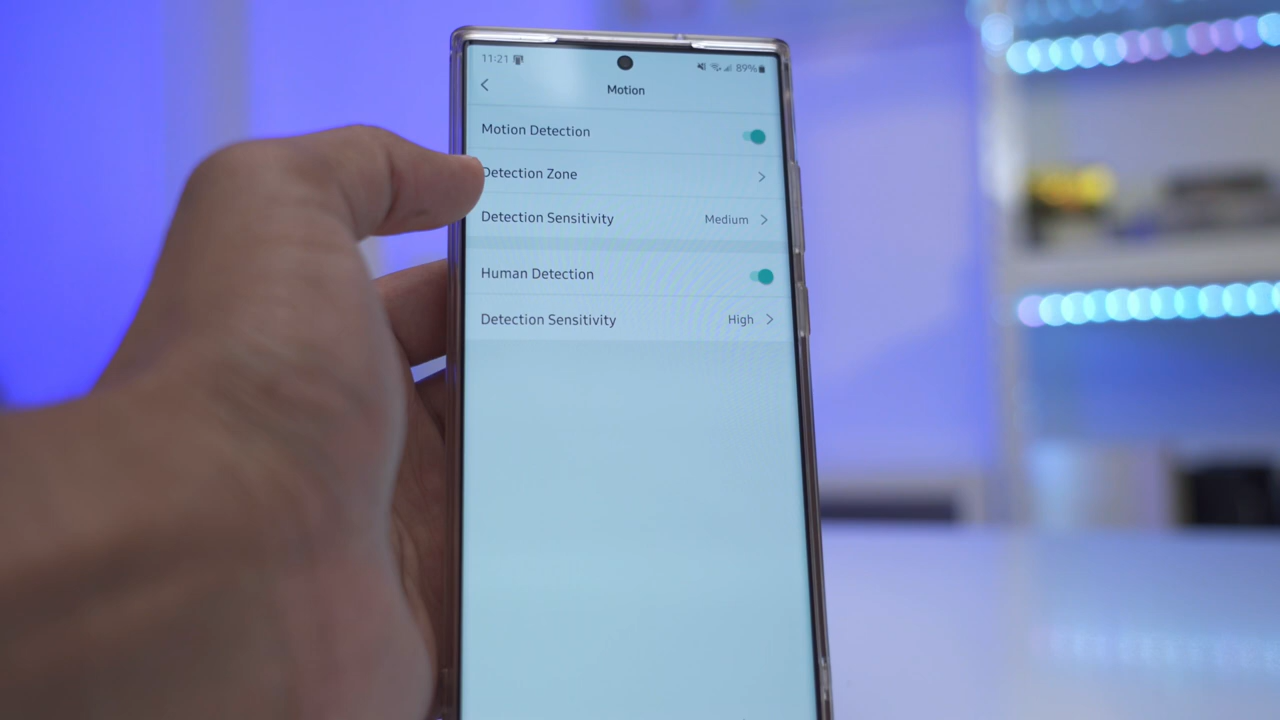 11:21 89%
Motion
Motion Detection
Detection Zone
Detection Sensitivity Medium
Human Detection
Detection Sensitivity High